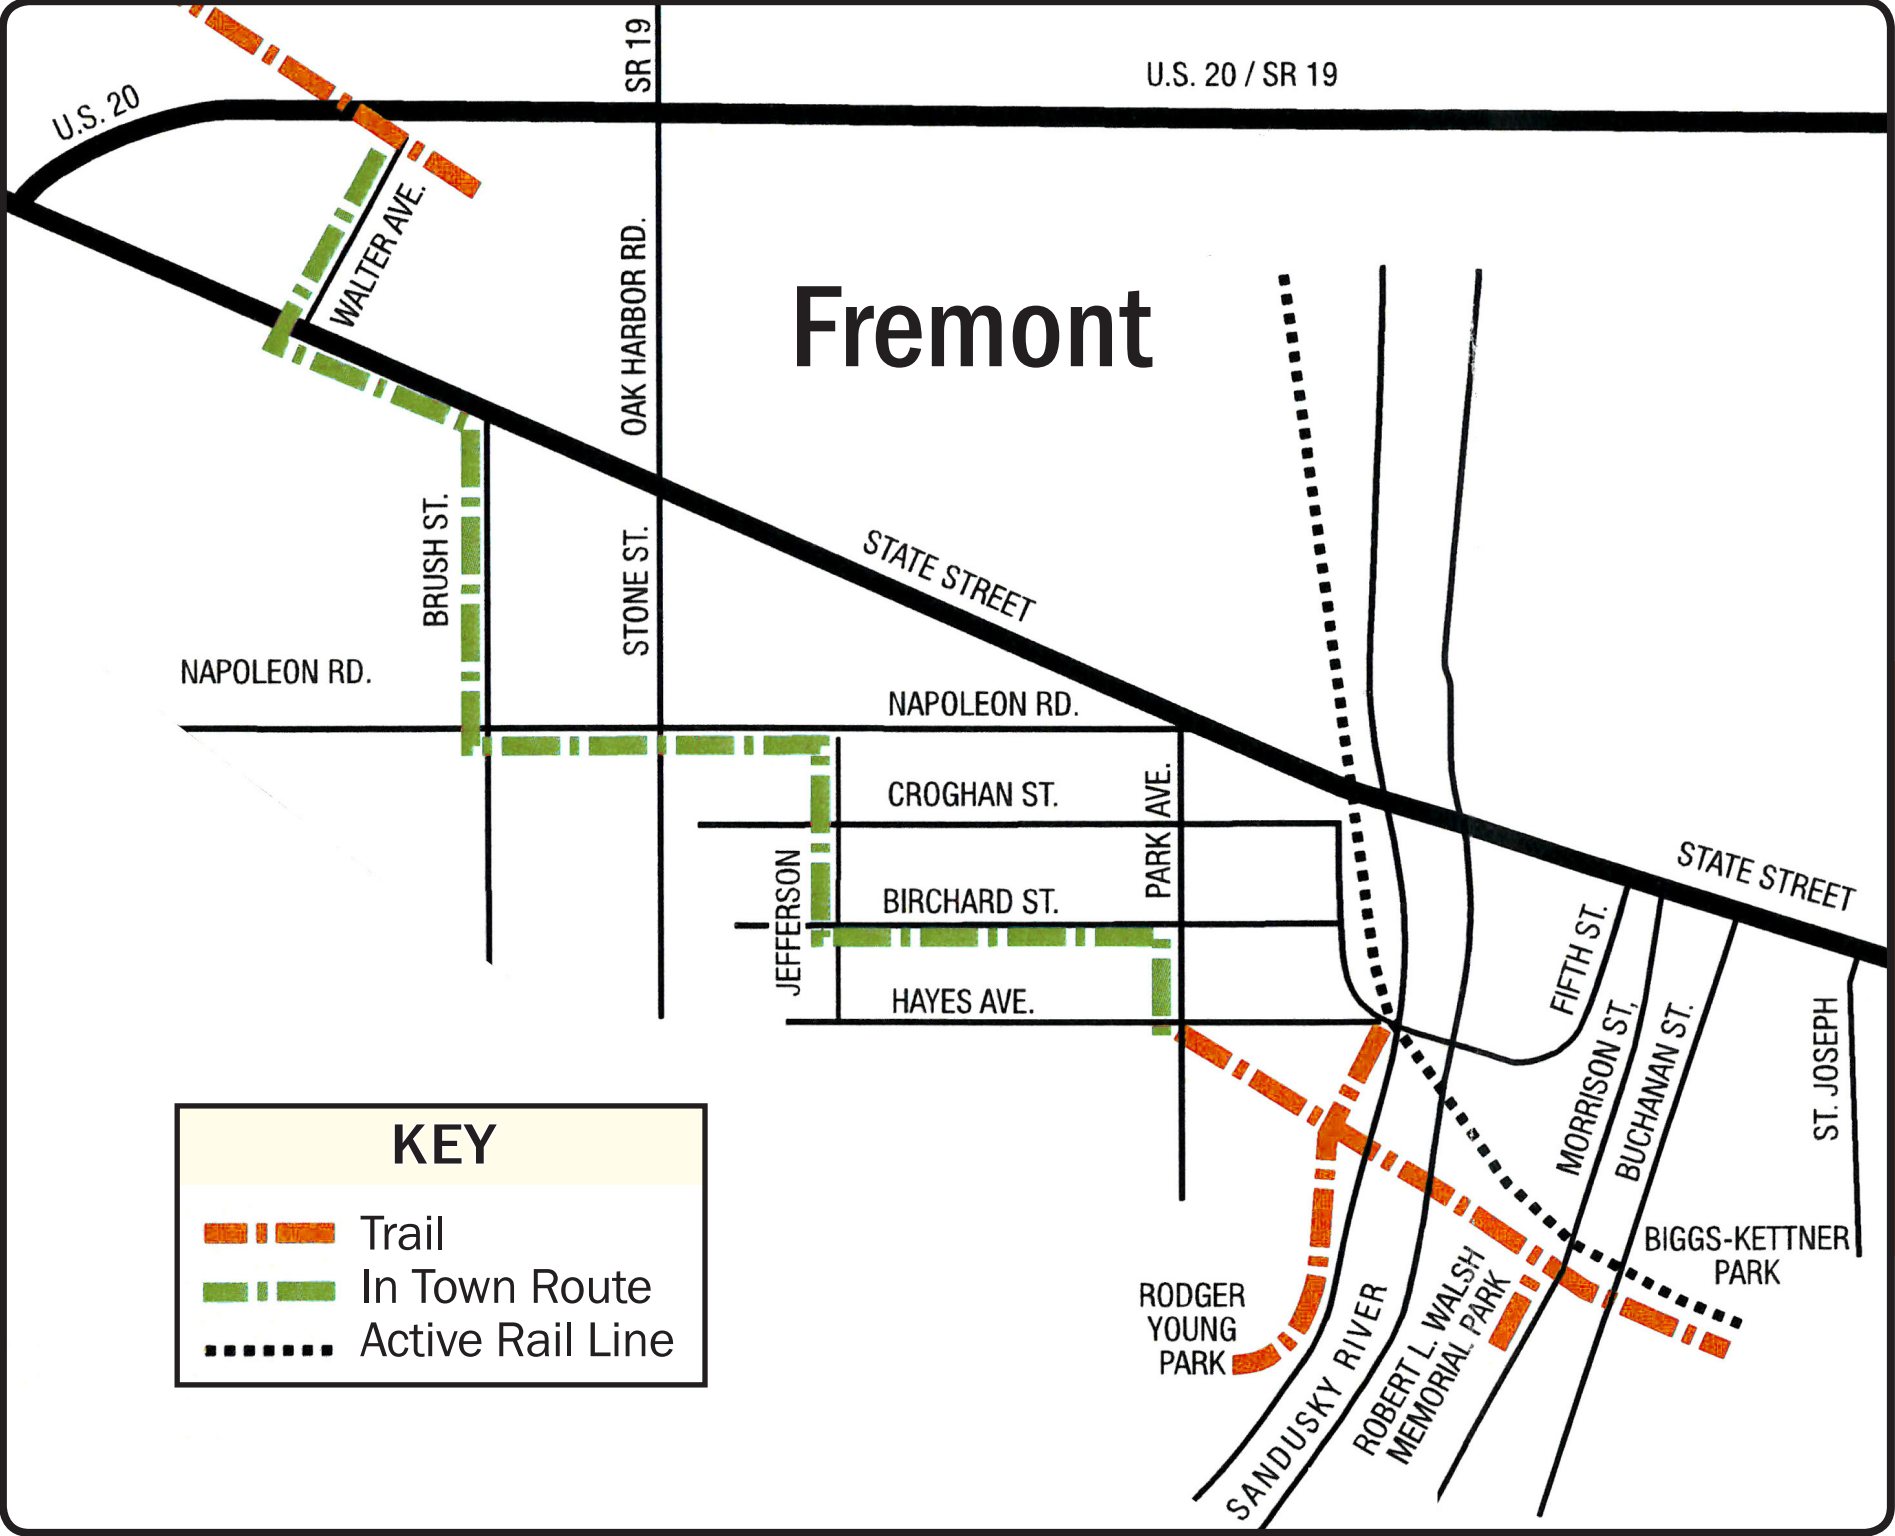 SR 19
U.S. 20 / SR 19
U.S. 20
WALTER AVE.
OAK HARBOR RD.
Fremont
BRUSH ST.
STONE ST.
STATE STREET
NAPOLEON RD.
NAPOLEON RD.
CROGHAN ST.
PARK AVE.
JEFFERSON
BIRCHARD ST.
HAYES AVE.
STATE STREET
FIFTH ST.
MORRISON ST,
BUCHANAN ST.
ST. JOSEPH
BIGGS-KETTNER
PARK
RODGER
YOUNG
PARK
SANDUSKY RIVER
ROBERT L. WALSH
MEMORIAL PARK
KEY
Trail
In Town Route
Active Rail Line